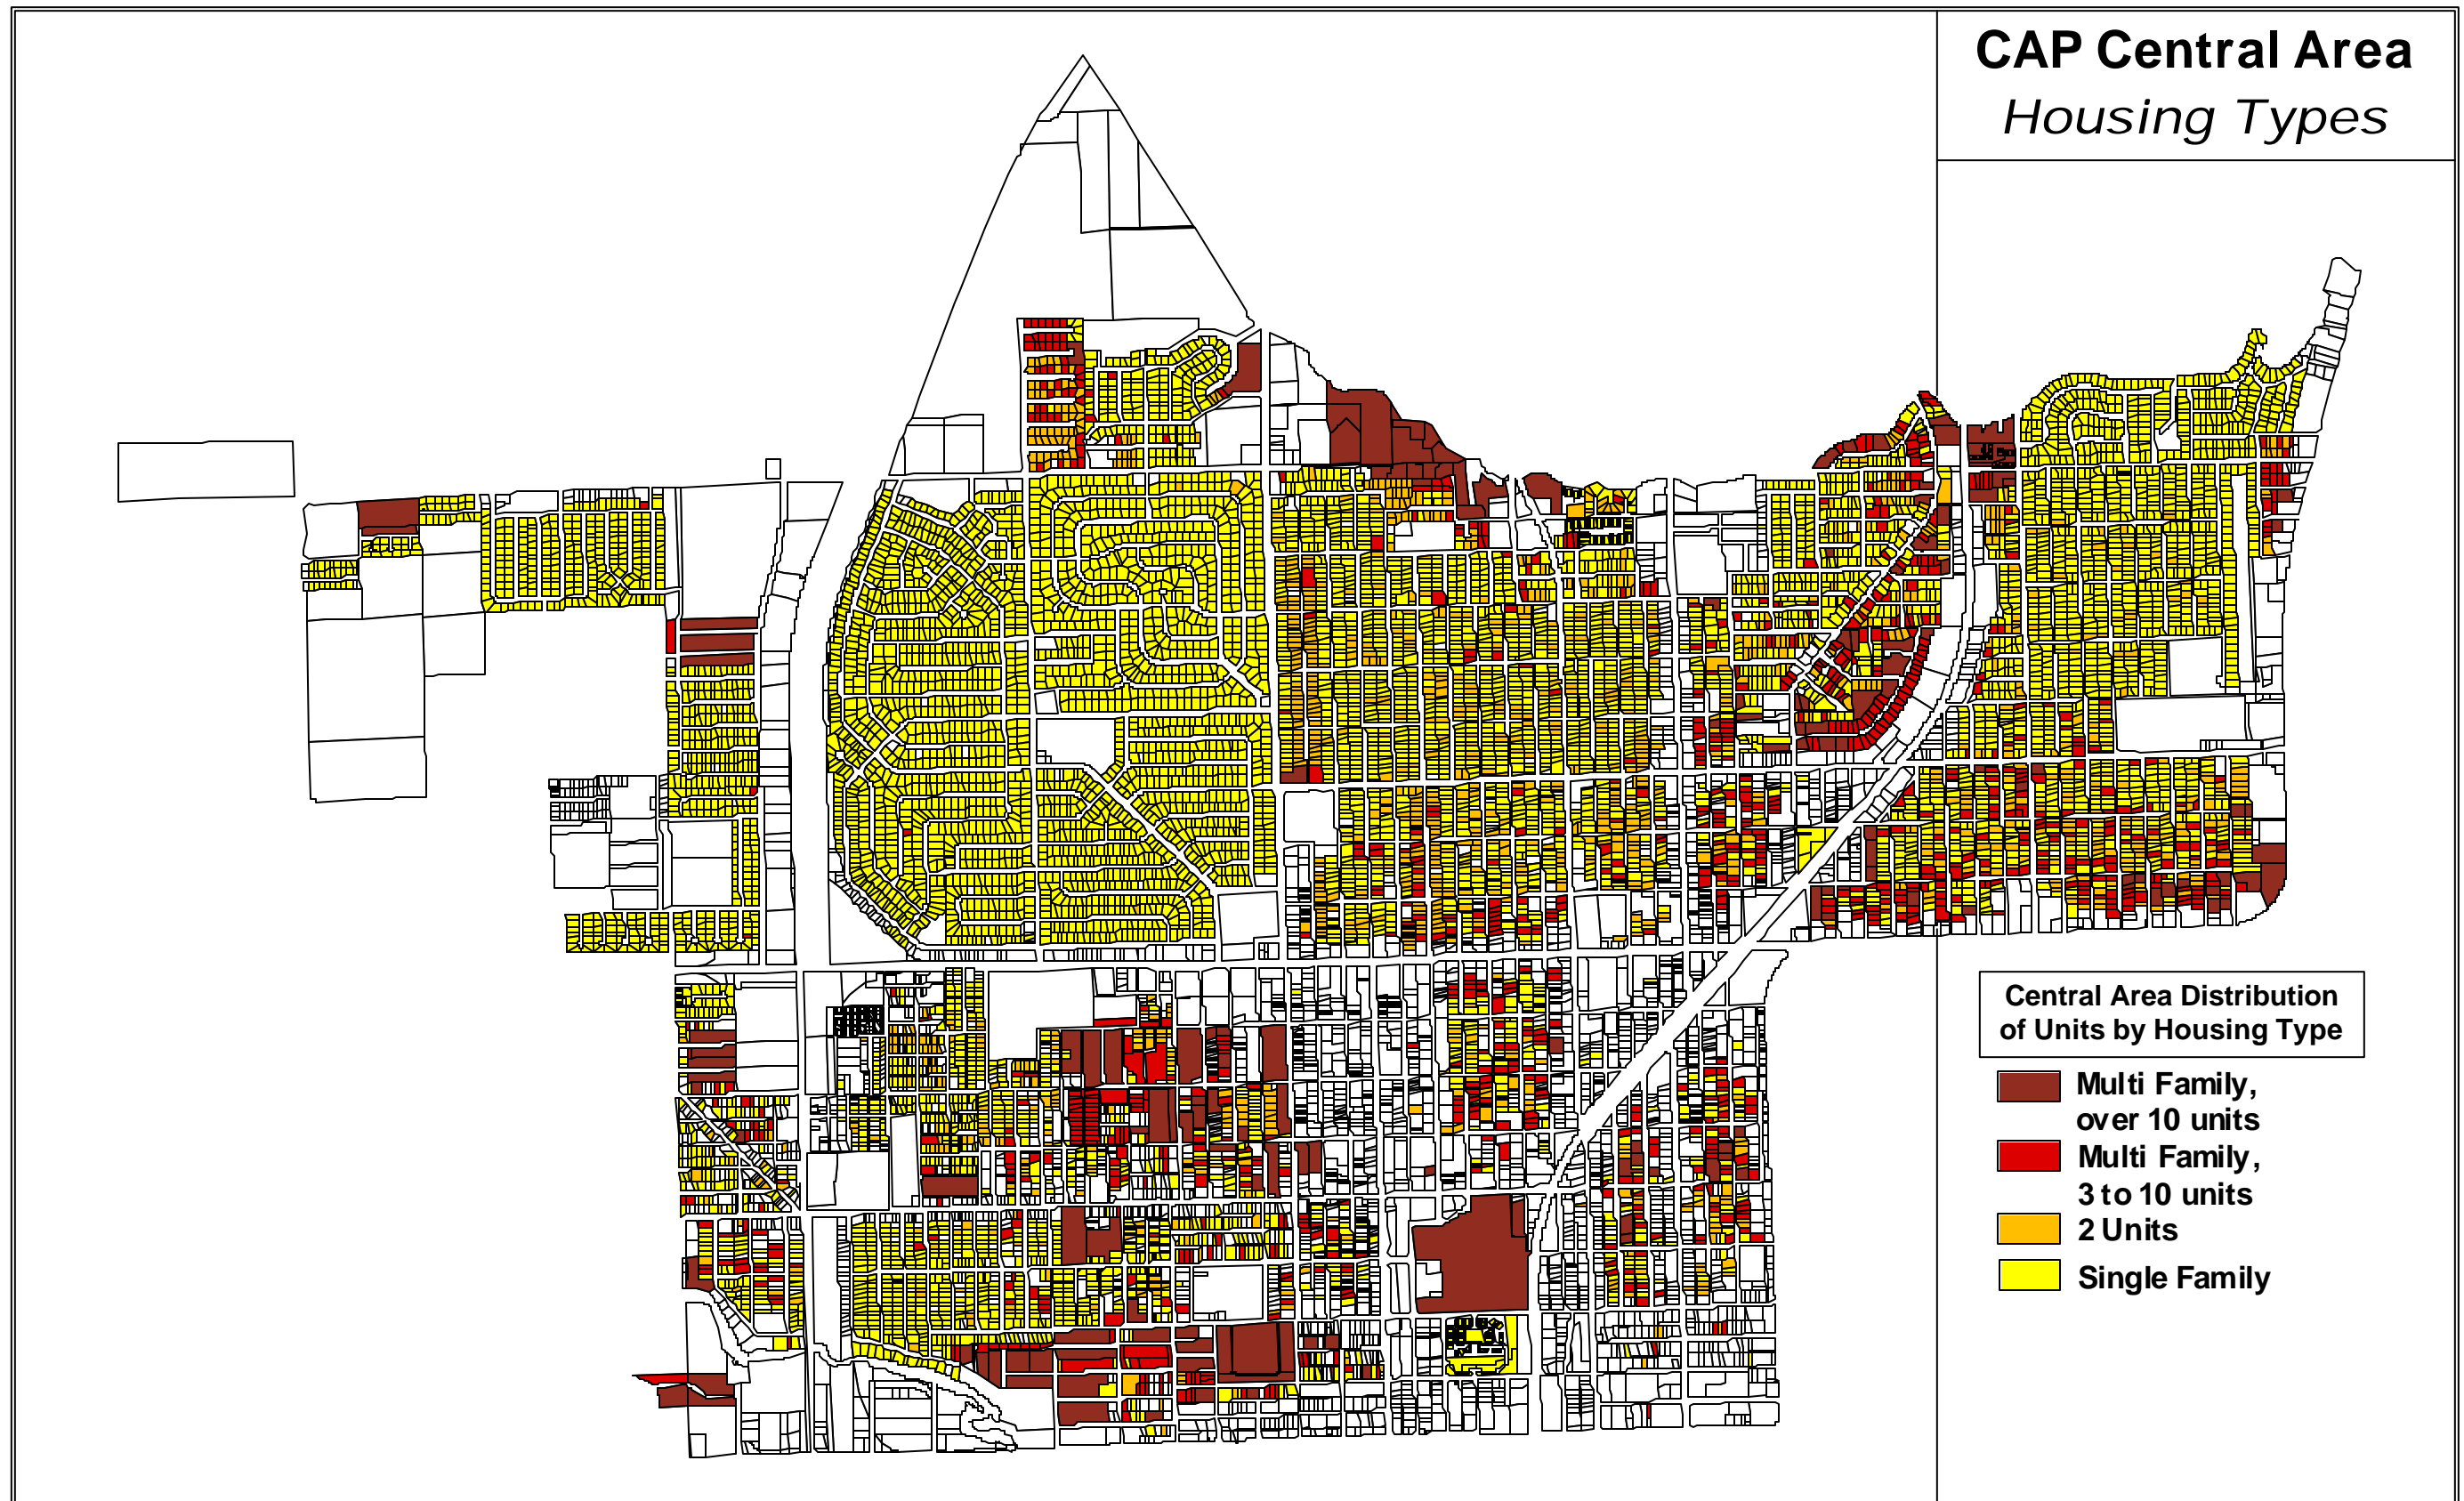 CAP Central Area
Housing Types
Central Area Distribution
of Units by Housing Type
Multi Family,
over 10 units
Multi Family,
3 to 10 units
2 Units
Single Family